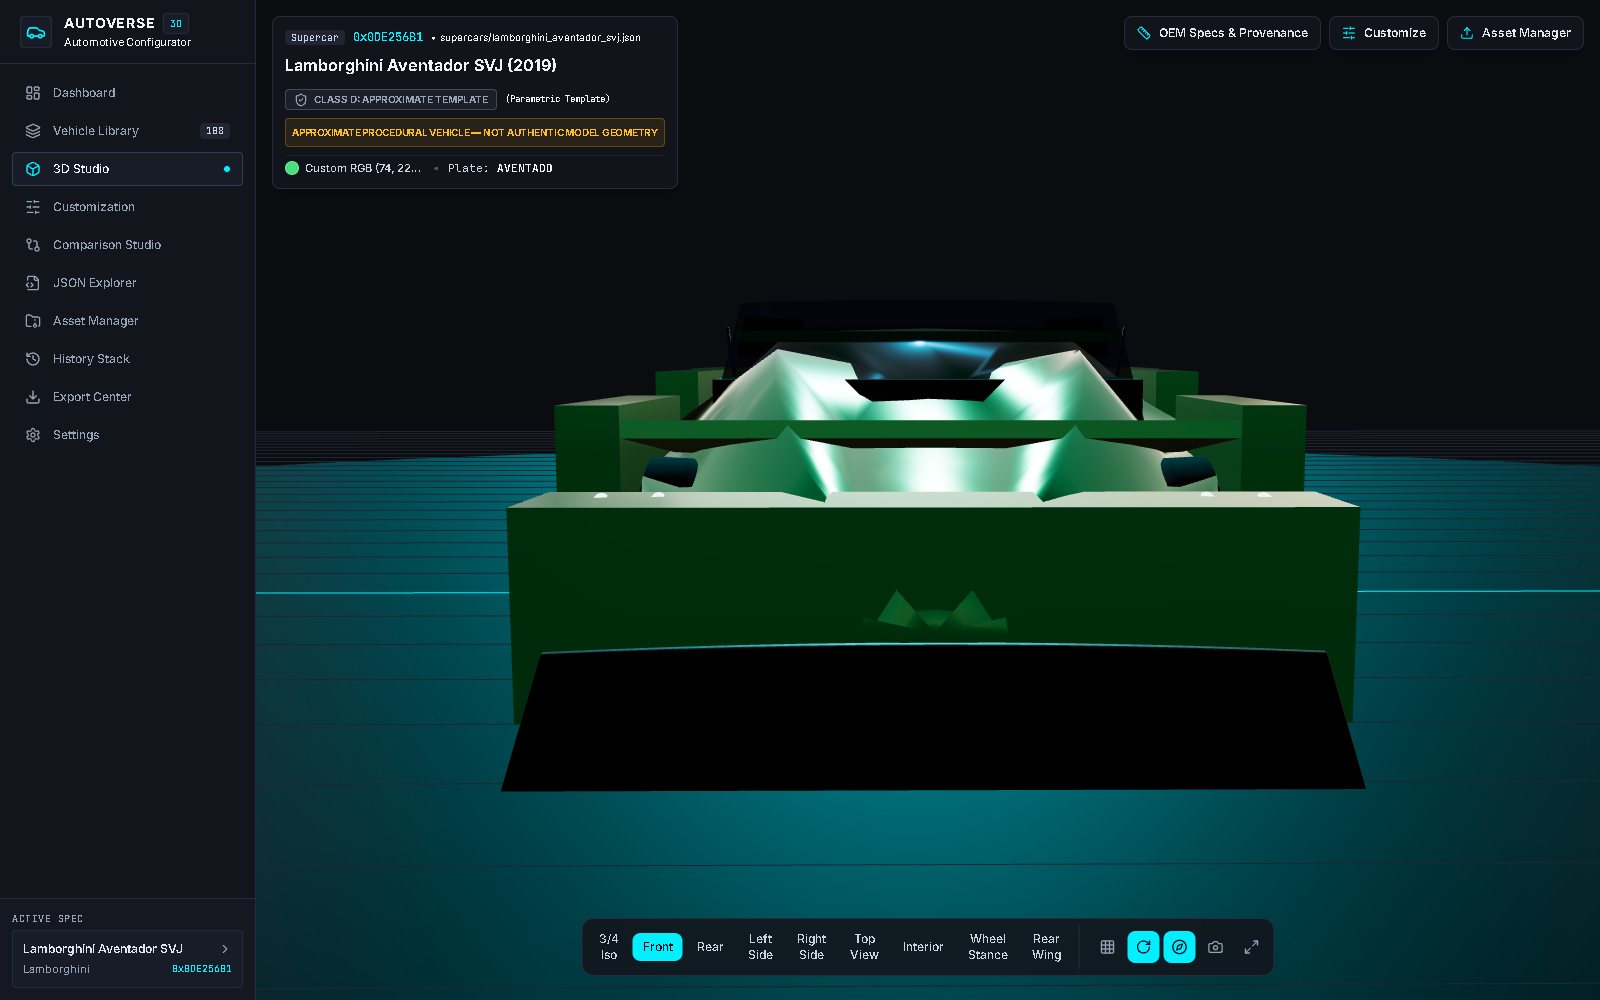 AUTOVERSE 3D
Automotive Configurator
Dashboard
Vehicle Library 188
3D Studio
Customization
Comparison Studio
JSON Explorer
Asset Manager
History Stack
Export Center
Settings
ACTIVE SPEC
Lamborghini Aventador SVJ
Lamborghini 0x0DE256B1
Supercar 0x0DE256B1 • supercars/lamborghini_aventador_svj.json
Lamborghini Aventador SVJ (2019)
CLASS D: APPROXIMATE TEMPLATE (Parametric Template)
APPROXIMATE PROCEDURAL VEHICLE — NOT AUTHENTIC MODEL GEOMETRY
Custom RGB (74, 22... • Plate: AVENTADO
OEM Specs & Provenance
Customize
Asset Manager
3/4 Iso
Front
Rear
Left Side
Right Side
Top View
Interior
Wheel Stance
Rear Wing